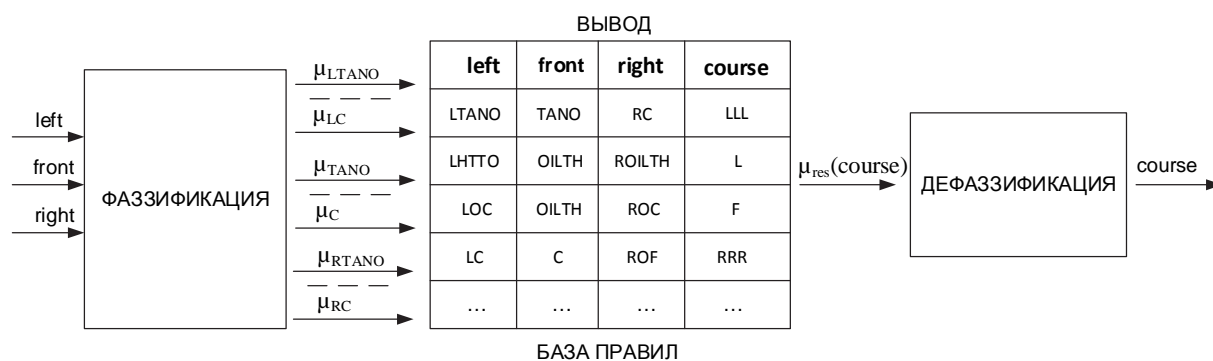 ВЫВОД
left
front
right
ФАЗЗИФИКАЦИЯ
μLTANO
μLC
μTANO
μC
μRTANO
μRC
left front right course
LTANO TANO RC LLL
LHTTO OILTH ROILTH L
LOC OILTH ROC F
LC C ROF RRR
... ... ... ...
БАЗА ПРАВИЛ
μres(course)
ДЕФАЗЗИФИКАЦИЯ
course